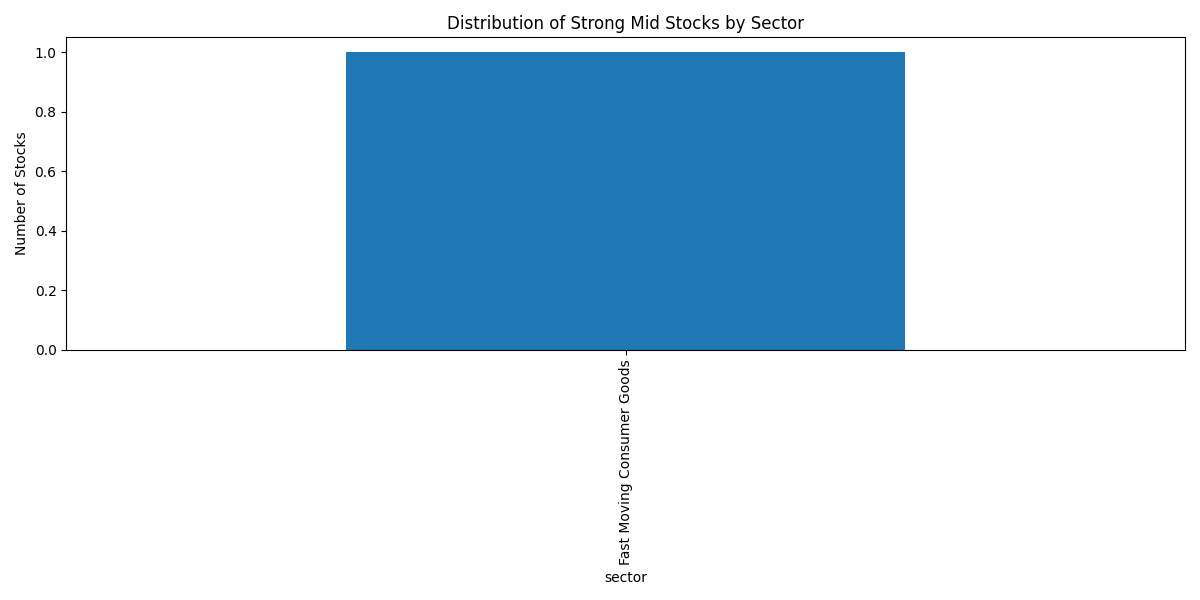 Distribution of Strong Mid Stocks by Sector
Number of Stocks
1.0
0.8
0.6
0.4
0.2
0.0
Fast Moving Consumer Goods
sector